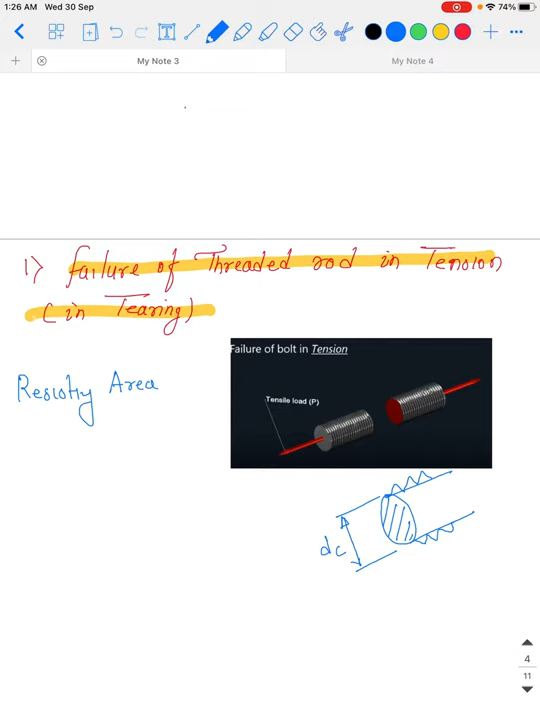 1:26 AM Wed 30 Sep
74%
My Note 3
My Note 4
1) Failure of Threaded rod in Tension
(in Tearing)
Failure of bolt in Tension
Tensile load (P)
Resisting Area
dc
4
11